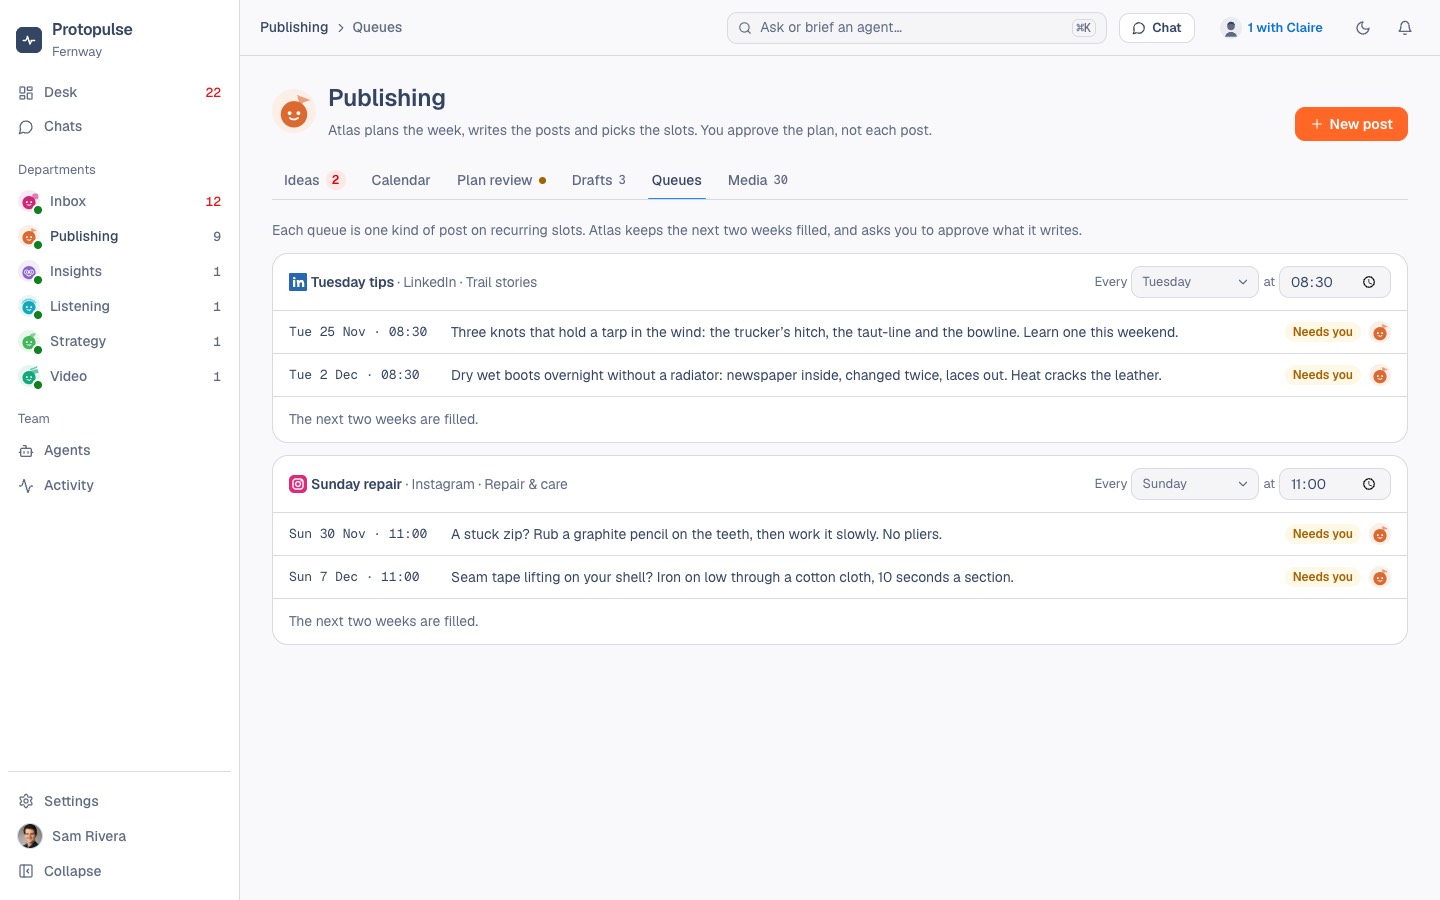 Protopulse
Fernway
Desk 22
Chats
Departments
Inbox 12
Publishing 9
Insights 1
Listening 1
Strategy 1
Video 1
Team
Agents
Activity
Settings
Sam Rivera
Collapse
Publishing > Queues
Ask or brief an agent… ⌘K
Chat
1 with Claire
Publishing
Atlas plans the week, writes the posts and picks the slots. You approve the plan, not each post.
+ New post
Ideas 2 Calendar Plan review Drafts 3 Queues Media 30
Each queue is one kind of post on recurring slots. Atlas keeps the next two weeks filled, and asks you to approve what it writes.
in Tuesday tips · LinkedIn · Trail stories Every Tuesday at 08:30
Tue 25 Nov · 08:30 Three knots that hold a tarp in the wind: the trucker’s hitch, the taut-line and the bowline. Learn one this weekend. Needs you
Tue 2 Dec · 08:30 Dry wet boots overnight without a radiator: newspaper inside, changed twice, laces out. Heat cracks the leather. Needs you
The next two weeks are filled.
Sunday repair · Instagram · Repair & care Every Sunday at 11:00
Sun 30 Nov · 11:00 A stuck zip? Rub a graphite pencil on the teeth, then work it slowly. No pliers. Needs you
Sun 7 Dec · 11:00 Seam tape lifting on your shell? Iron on low through a cotton cloth, 10 seconds a section. Needs you
The next two weeks are filled.